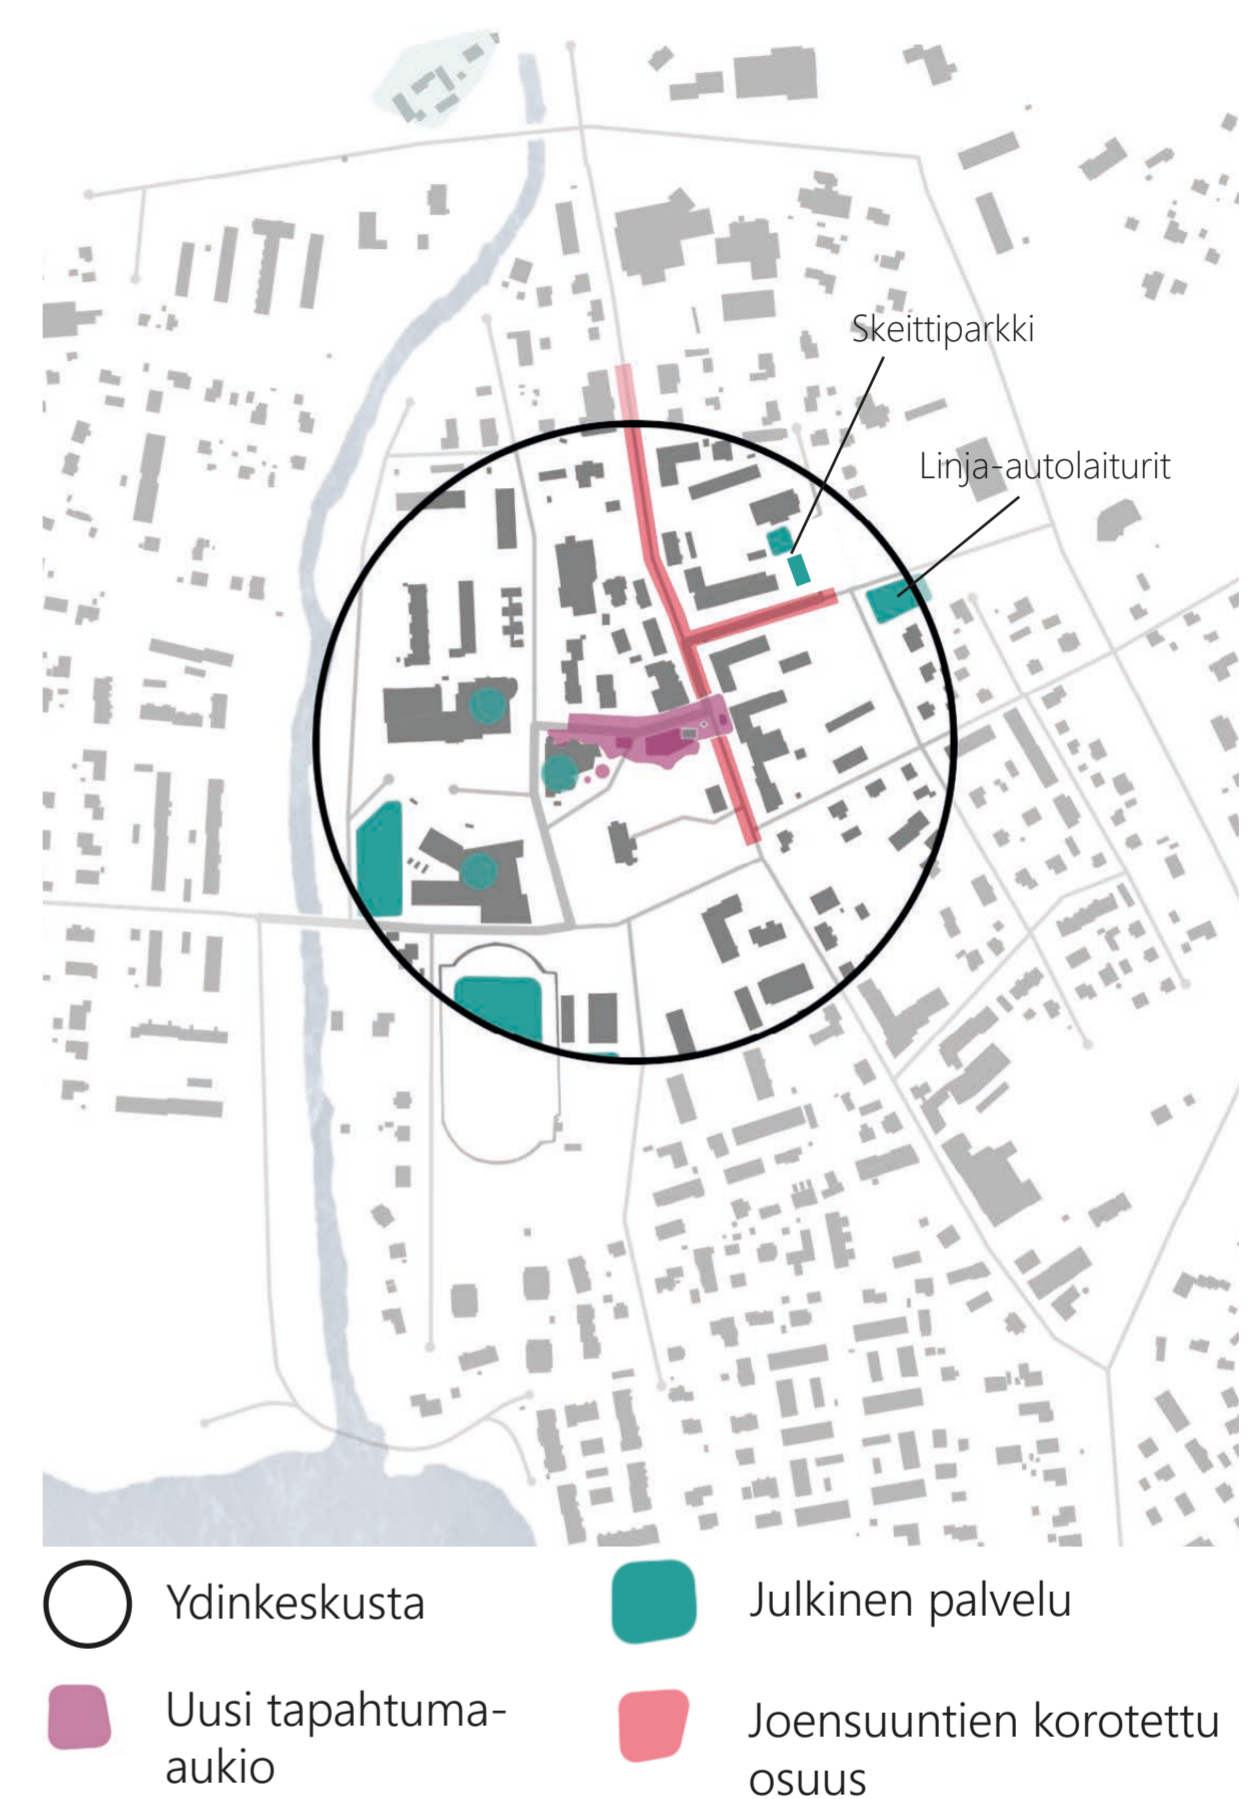 Skeittiparkki
Linja-autolaiturit
Ydinkeskusta
Julkinen palvelu
Uusi tapahtuma-
aukio
Joensuuntien korotettu
osuus